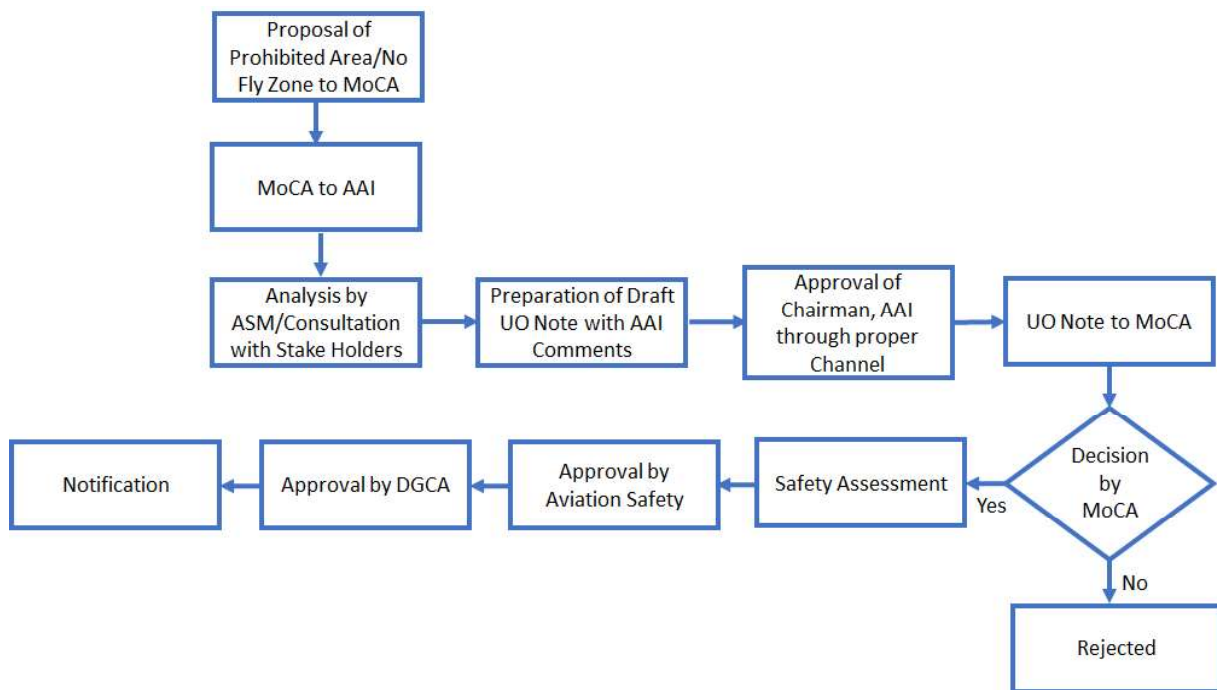 Proposal of
Prohibited Area/No
Fly Zone to MoCA
MoCA to AAI
Analysis by
ASM/Consultation
with Stake Holders
Preparation of Draft
UO Note with AAI
Comments
Approval of
Chairman, AAI
through proper
Channel
UO Note to MoCA
Decision
by
MoCA
Yes
Safety Assessment
Approval by
Aviation Safety
Approval by DGCA
Notification
No
Rejected